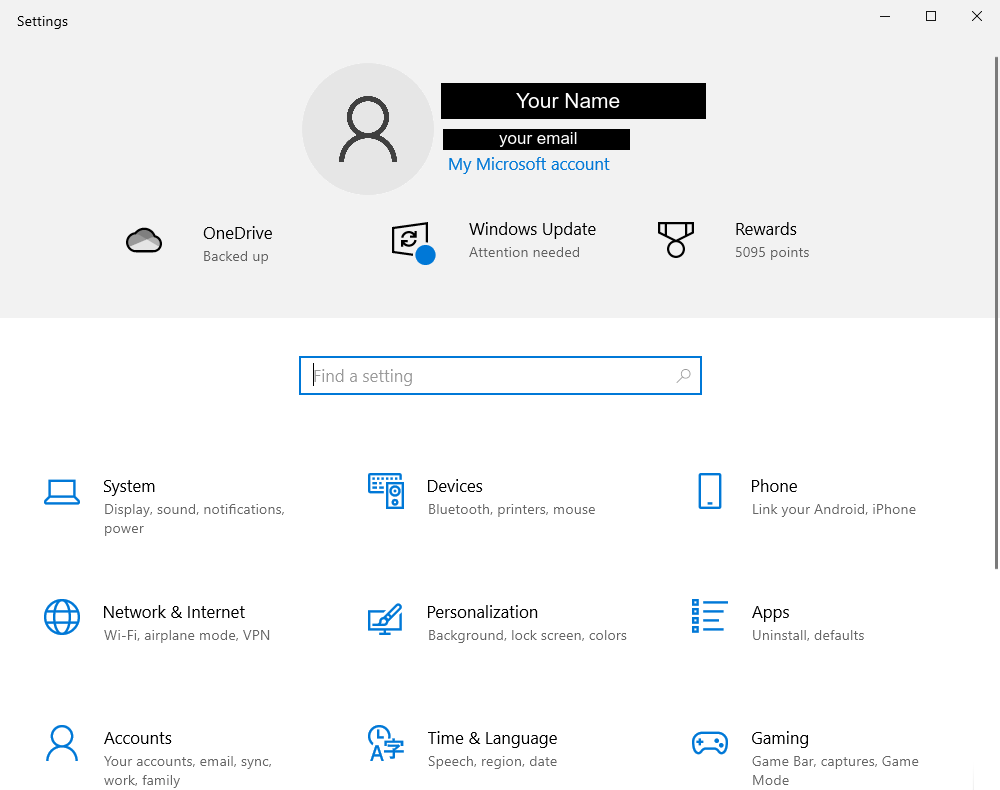 Settings
Your Name
your email
My Microsoft account
OneDrive
Backed up
Windows Update
Attention needed
Rewards
5095 points
Find a setting
System
Display, sound, notifications,
power
Devices
Bluetooth, printers, mouse
Phone
Link your Android, iPhone
Network & Internet
Wi-Fi, airplane mode, VPN
Personalization
Background, lock screen, colors
Apps
Uninstall, defaults
Accounts
Your accounts, email, sync,
work, family
Time & Language
Speech, region, date
Gaming
Game Bar, captures, Game
Mode